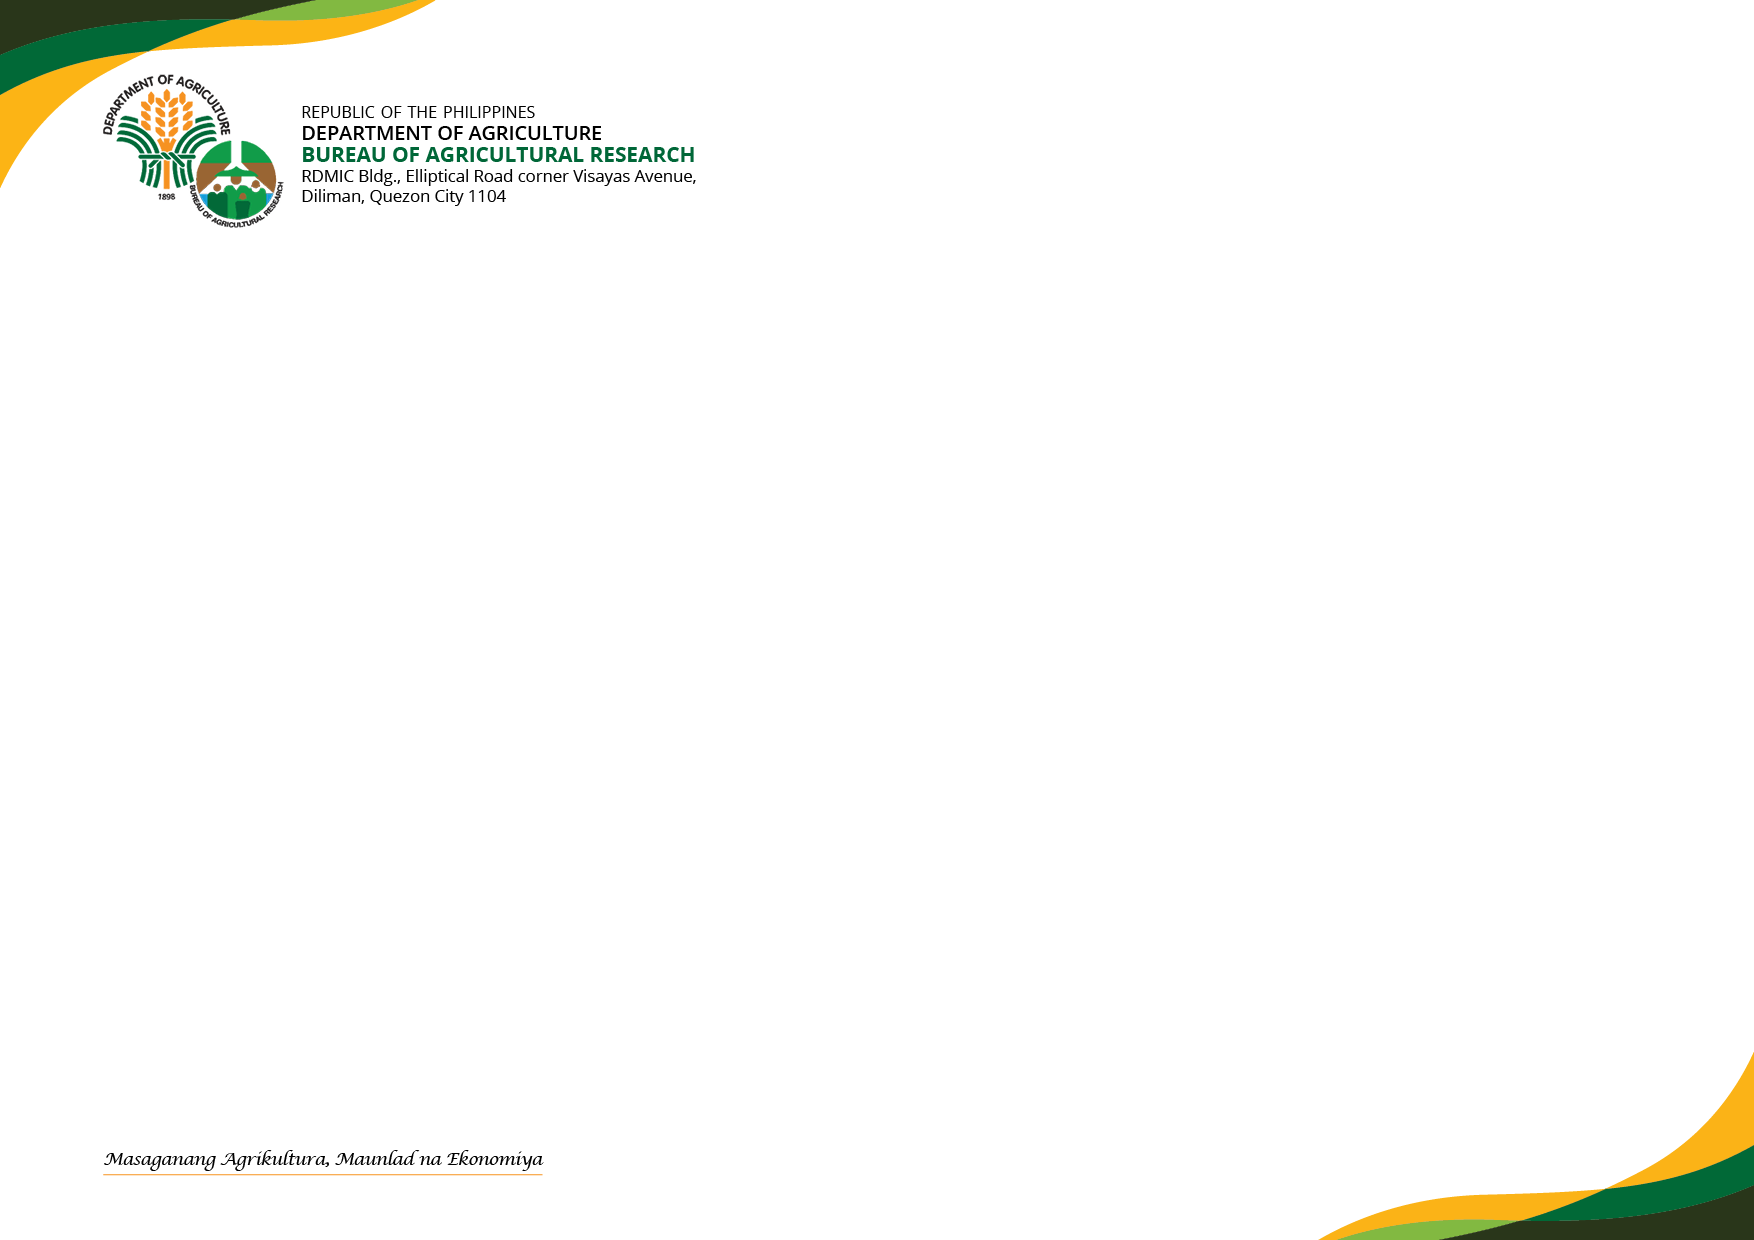 DEPARTMENT OF AGRICULTURE
1898
BUREAU OF AGRICULTURAL RESEARCH
REPUBLIC OF THE PHILIPPINES
DEPARTMENT OF AGRICULTURE
BUREAU OF AGRICULTURAL RESEARCH
RDMIC Bldg., Elliptical Road corner Visayas Avenue,
Diliman, Quezon City 1104
Masaganang Agrikultura, Maunlad na Ekonomiya